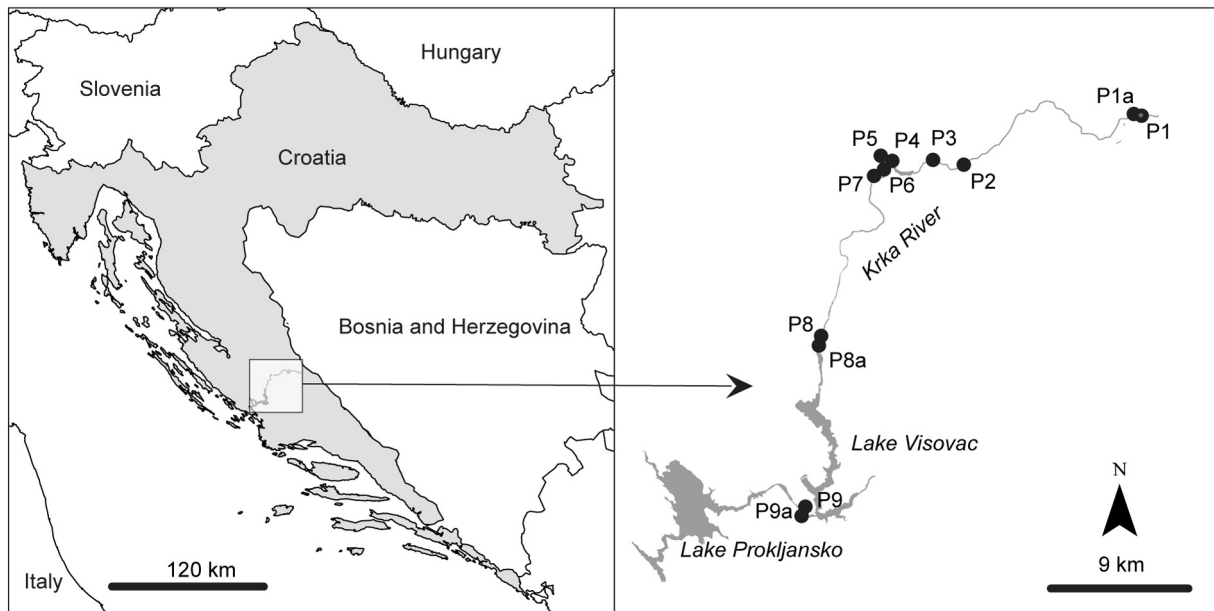 Hungary
Slovenia
Croatia
Bosnia and Herzegovina
Italy
120 km
P1a
P1
P5
P4
P3
P2
P7
P6
Krka River
P8
P8a
Lake Visovac
P9
P9a
Lake Prokljansko
N
9 km